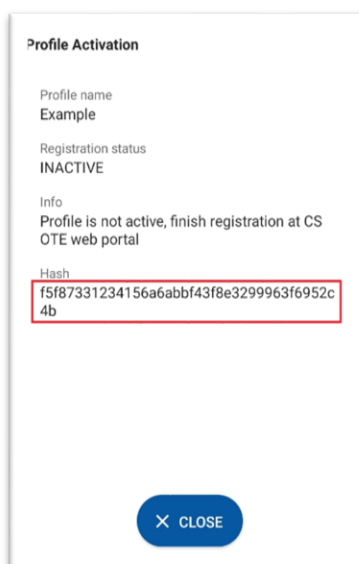 Profile Activation
Profile name
Example
Registration status
INACTIVE
Info
Profile is not active, finish registration at CS
OTE web portal
Hash
f5f87331234156a6abbf43f8e3299963f6952c
4b
CLOSE